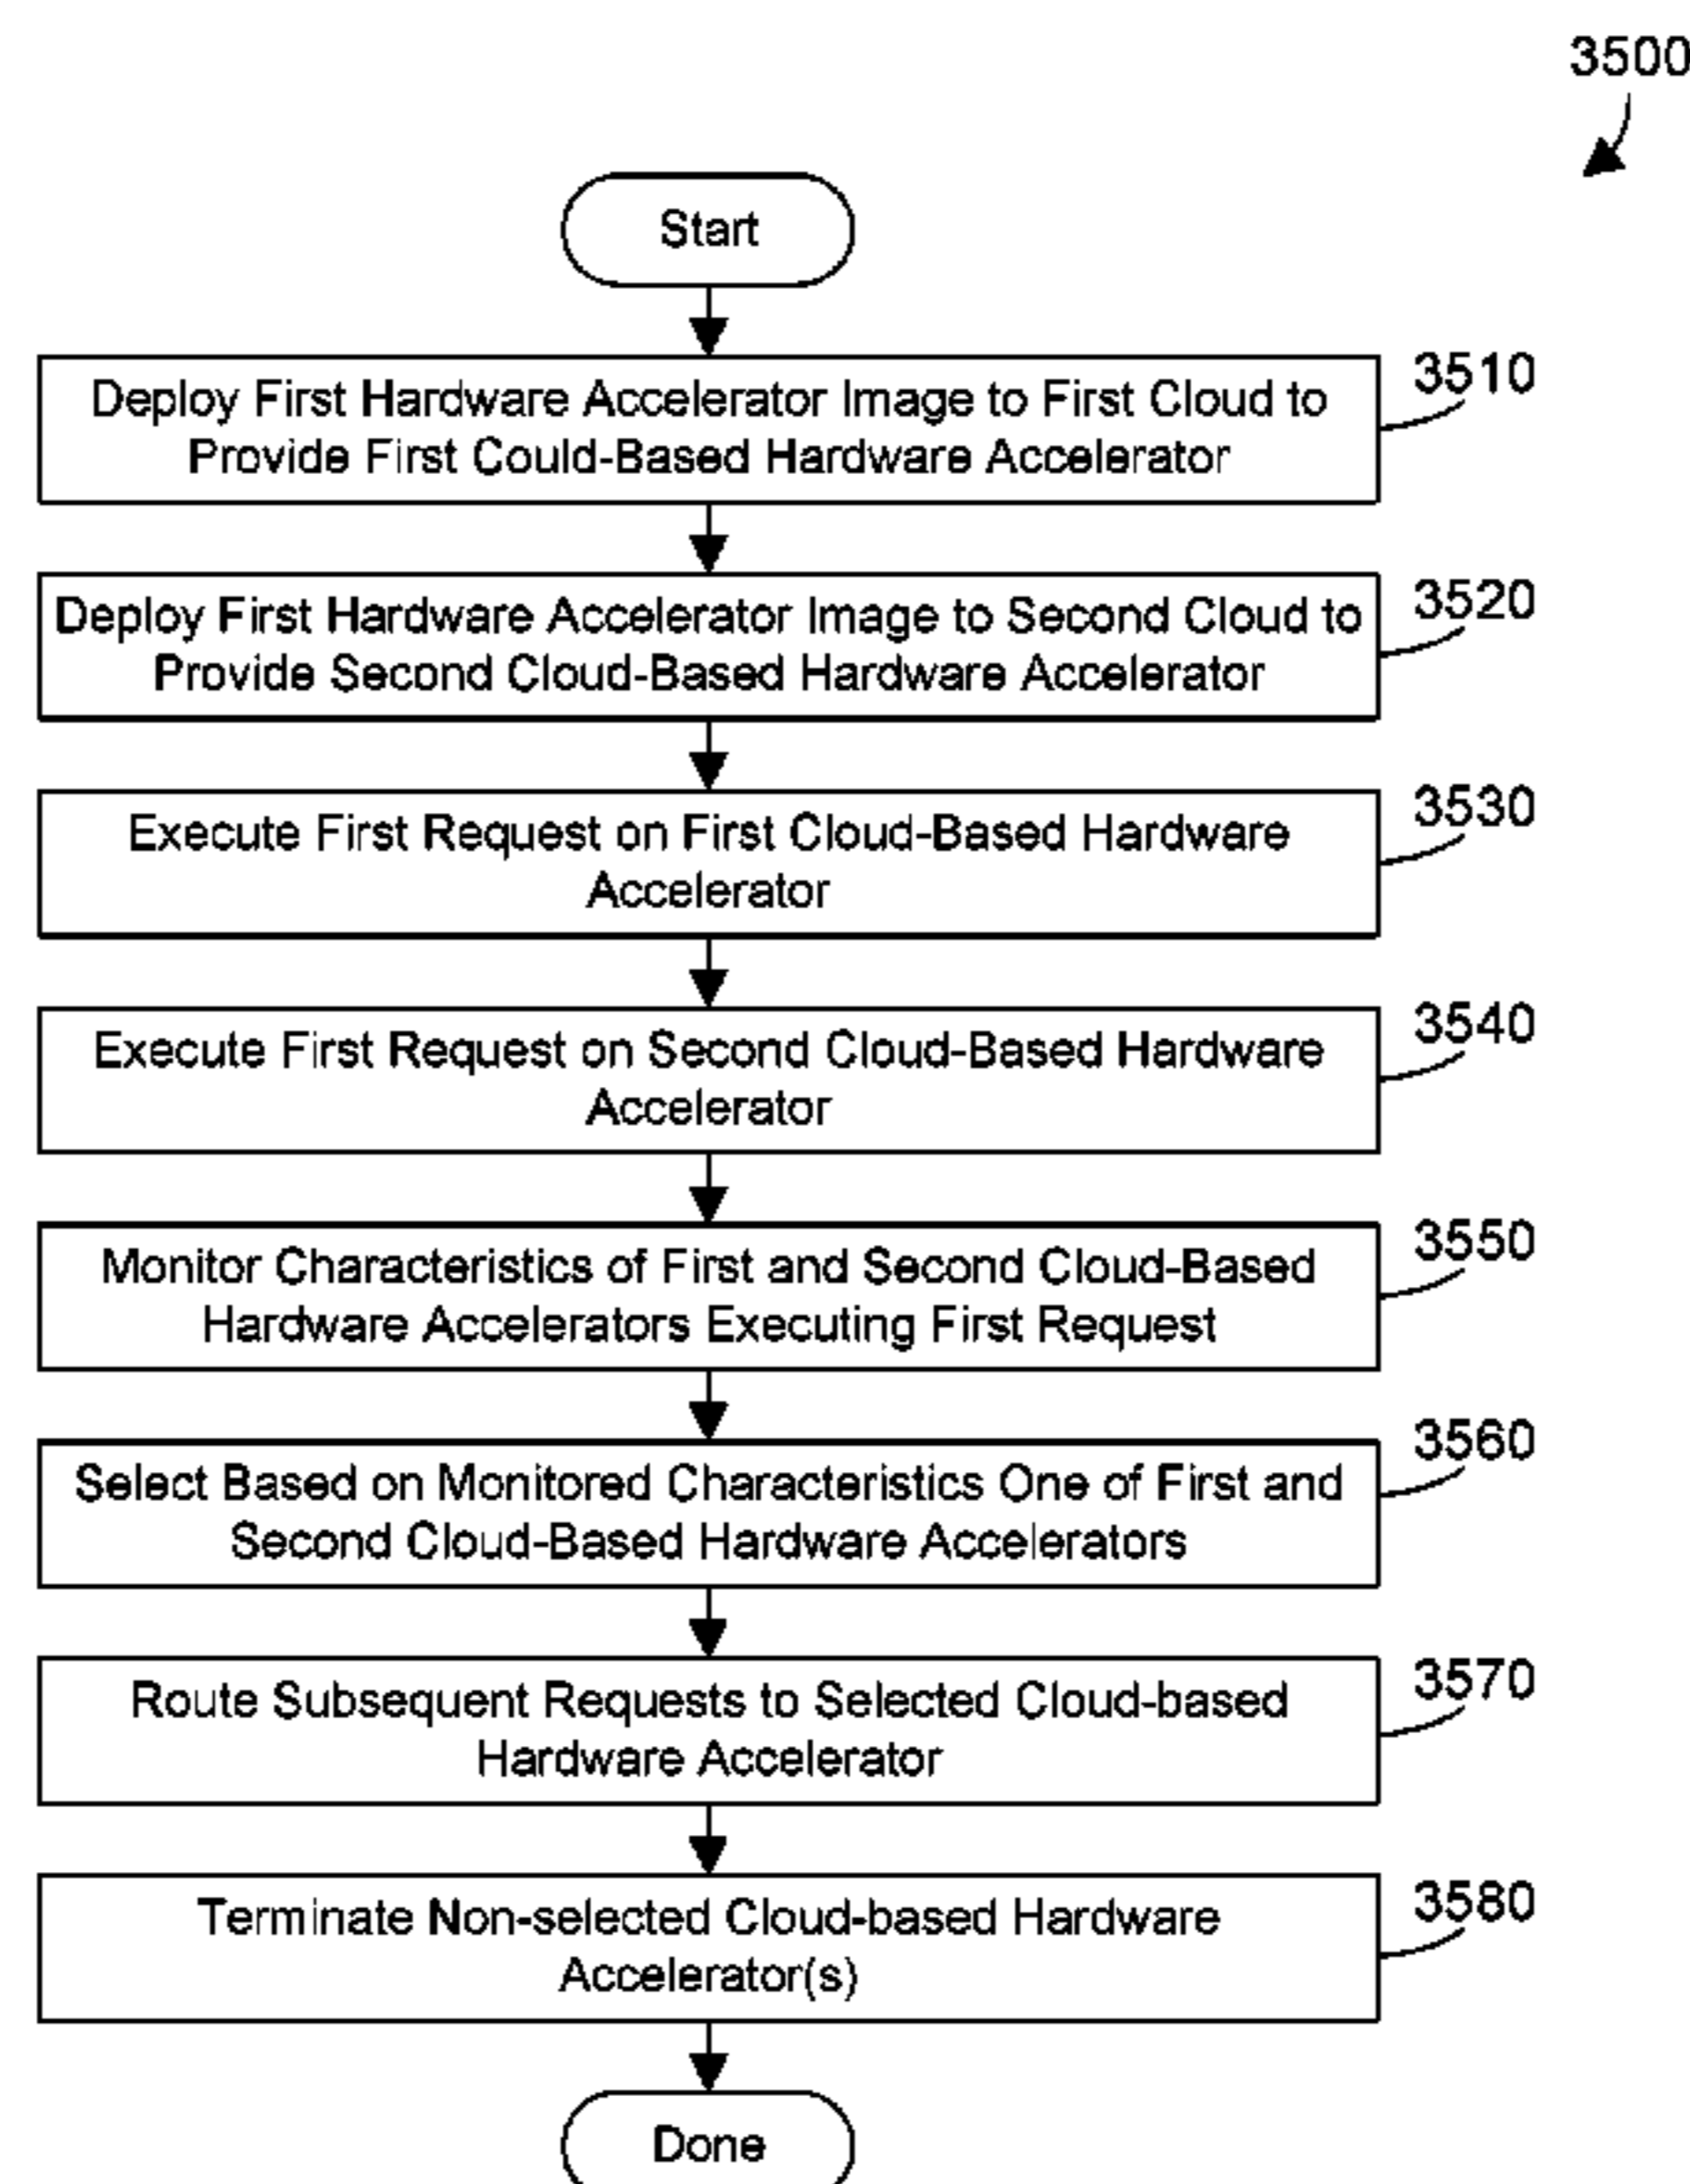 3500
Start
Deploy First Hardware Accelerator Image to First Cloud to
Provide First Could-Based Hardware Accelerator
3510
Deploy First Hardware Accelerator Image to Second Cloud to
Provide Second Cloud-Based Hardware Accelerator
3520
Execute First Request on First Cloud-Based Hardware
Accelerator
3530
Execute First Request on Second Cloud-Based Hardware
Accelerator
3540
Monitor Characteristics of First and Second Cloud-Based
Hardware Accelerators Executing First Request
3550
Select Based on Monitored Characteristics One of First and
Second Cloud-Based Hardware Accelerators
3560
Route Subsequent Requests to Selected Cloud-based
Hardware Accelerator
3570
Terminate Non-selected Cloud-based Hardware
Accelerator(s)
3580
Done